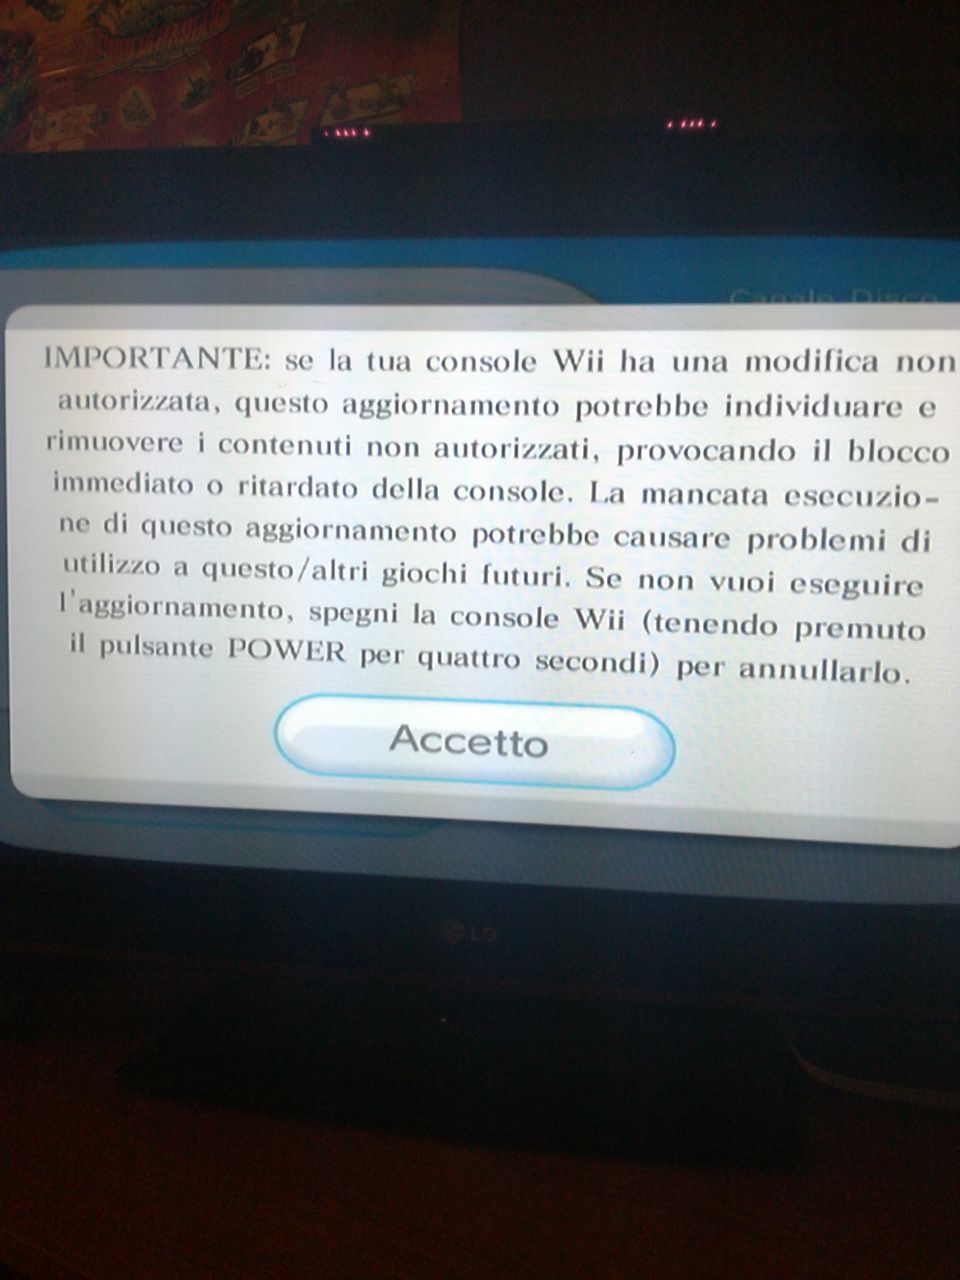 Canale Disco
IMPORTANTE: se la tua console Wii ha una modifica non
autorizzata, questo aggiornamento potrebbe individuare e
rimuovere i contenuti non autorizzati, provocando il blocco
immediato o ritardato della console. La mancata esecuzio-
ne di questo aggiornamento potrebbe causare problemi di
utilizzo a questo/altri giochi futuri. Se non vuoi eseguire
l'aggiornamento, spegni la console Wii (tenendo premuto
il pulsante POWER per quattro secondi) per annullarlo.
Accetto
LG